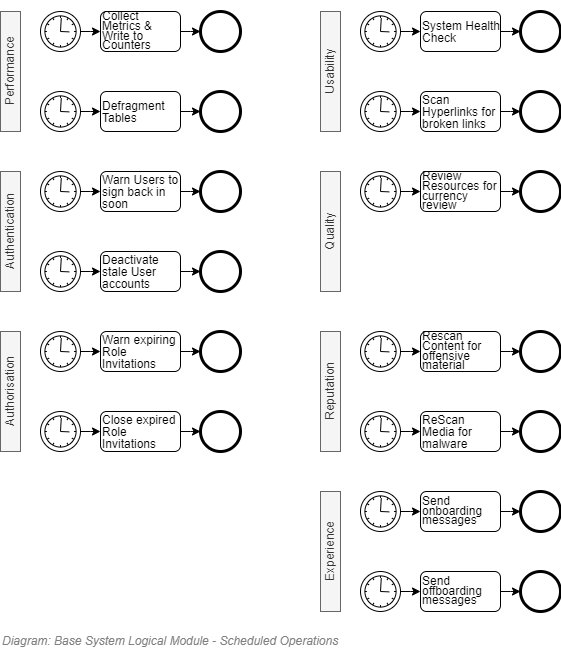 Performance
Collect
Metrics &
Write to
Counters
Defragment
Tables
Authentication
Warn Users to
sign back in
soon
Deactivate
stale User
accounts
Authorisation
Warn expiring
Role
Invitations
Close expired
Role
Invitations
Usability
System Health
Check
Scan
Hyperlinks for
broken links
Quality
Review
Resources for
currency
review
Reputation
Rescan
Content for
offensive
material
ReScan
Media for
malware
Experience
Send
onboarding
messages
Send
offboarding
messages
Diagram: Base System Logical Module - Scheduled Operations